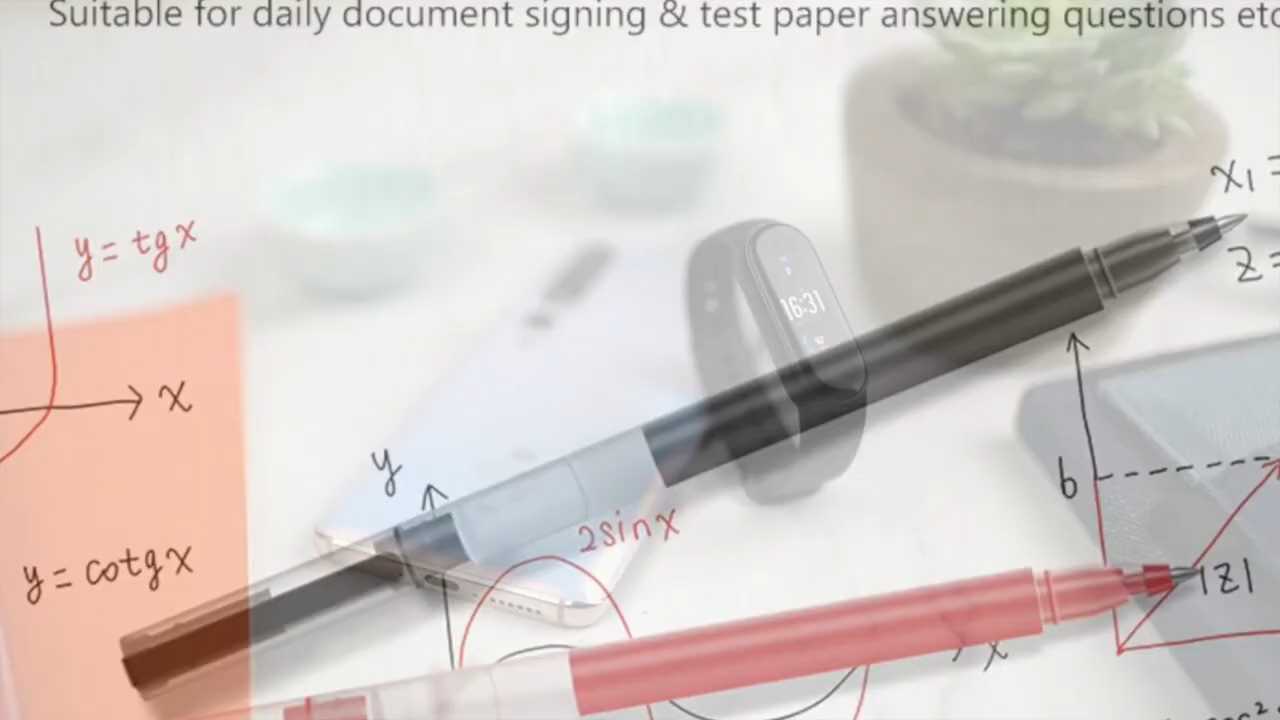 Suitable for daily document signing & test paper answering questions etc
x₁ =
y = tgx
z =
16:31
x
y
b
2sinx
y = cotgx
|z|
x